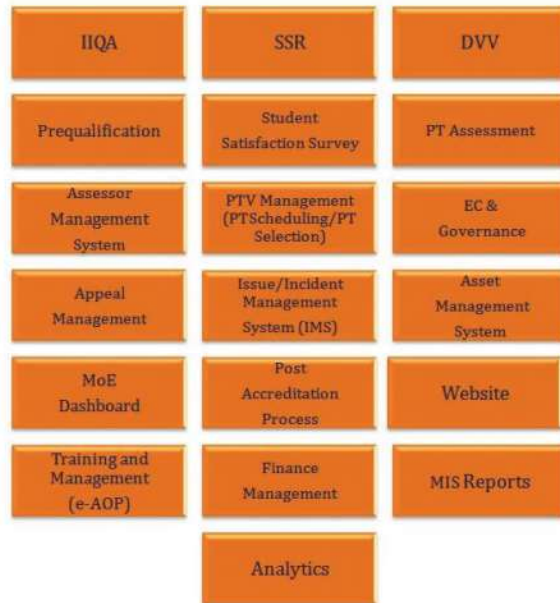 IIQA
SSR
DVV
Prequalification
Student
Satisfaction Survey
PT Assessment
Assessor
Management
System
PTV Management
(PTScheduling/PT
Selection)
EC &
Governance
Appeal
Management
Issue/Incident
Management
System (IMS)
Asset
Management
System
MoE
Dashboard
Post
Accreditation
Process
Website
Training and
Management
(e-AOP)
Finance
Management
MIS Reports
Analytics